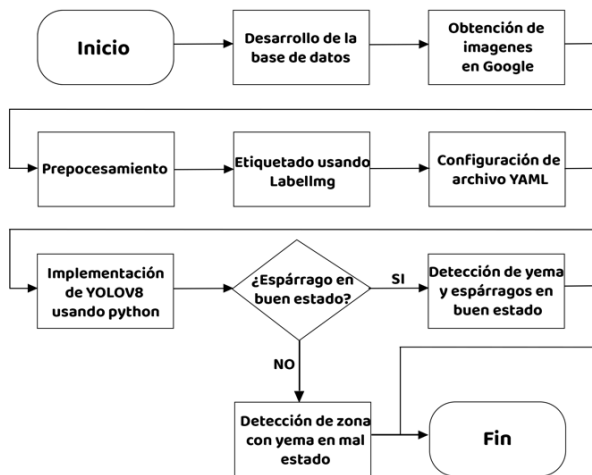 Inicio
Desarrollo de la
base de datos
Obtención de
imagenes
en Google
Prepocesamiento
Etiquetado usando
LabelImg
Configuración de
archivo YAML
Implementación
de YOLOV8
usando python
¿Espárrago en
buen estado?
SI
Detección de yema
y espárragos en
buen estado
NO
Detección de zona
con yema en mal
estado
Fin